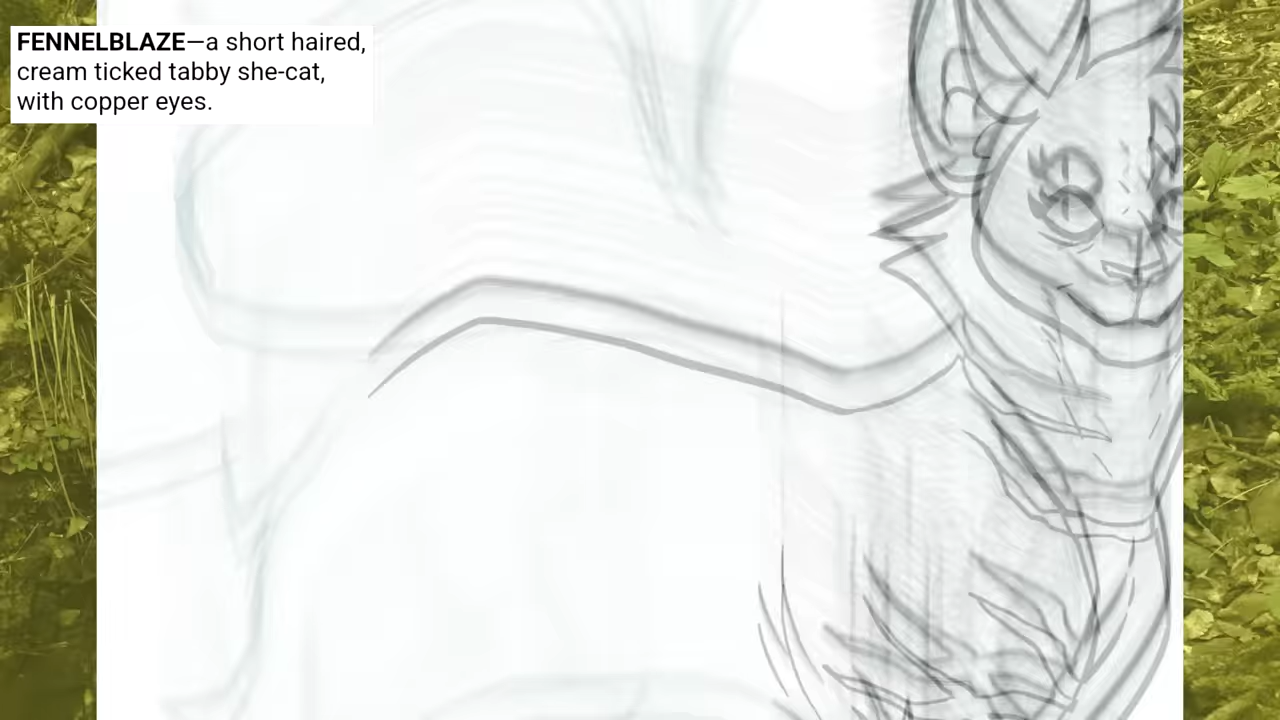 FENNELBLAZE—a short haired,
cream ticked tabby she-cat,
with copper eyes.